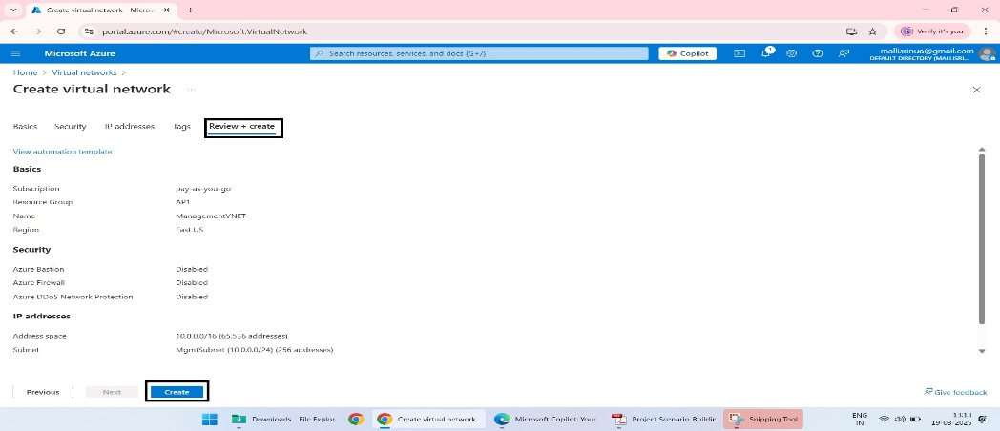 Create virtual network - Micros
portal.azure.com/#create/Microsoft.VirtualNetwork
Verify it's you
Microsoft Azure
Search resources, services, and docs (G+/)
Copilot
1
mallisrinua@gmail.com
DEFAULT DIRECTORY (MALLISRI...
Home > Virtual networks >
Create virtual network ...
Basics Security IP addresses Tags Review + create
View automation template
Basics
Subscription pay-as-you-go
Resource Group AP1
Name ManagementVNET
Region East US
Security
Azure Bastion Disabled
Azure Firewall Disabled
Azure DDoS Network Protection Disabled
IP addresses
Address space 10.0.0.0/16 (65,536 addresses)
Subnet MgmtSubnet (10.0.0.0/24) (256 addresses)
Previous Next Create Give feedback
Downloads File Explor Create virtual network Microsoft Copilot: Your Project Scenario Buildin Snipping Tool
ENG IN 13:13 19-03-2025